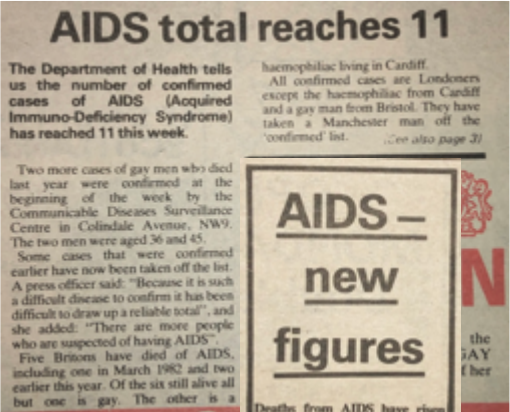 AIDS total reaches 11
The Department of Health tells
us the number of confirmed
cases of AIDS (Acquired
Immuno-Deficiency Syndrome)
has reached 11 this week.
Two more cases of gay men who died
last year were confirmed at the
beginning of the week by the
Communicable Diseases Surveillance
Centre in Colindale Avenue, NW9.
The two men were aged 36 and 45.
Some cases that were confirmed
earlier have now been taken off the list.
A press officer said: "Because it is such
a difficult disease to confirm it has been
difficult to draw up a reliable total", and
she added: "There are more people
who are suspected of having AIDS".
Five Britons have died of AIDS,
including one in March 1982 and two
earlier this year. Of the six still alive all
but one is gay. The other is a
haemophiliac living in Cardiff.
All confirmed cases are Londoners
except the haemophiliac from Cardiff
and a gay man from Bristol. They have
taken a Manchester man off the
'confirmed' list.
See also page 3)
AIDS –
new
figures
Deaths from AIDS have risen
N
the
GAY
her